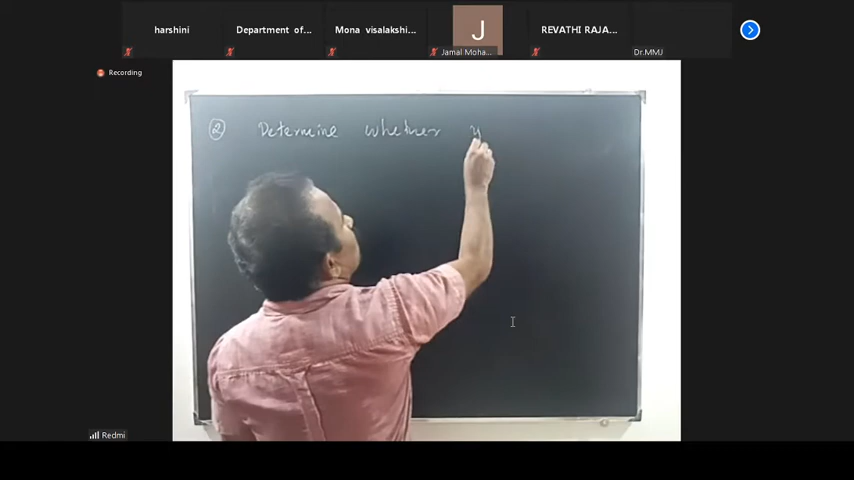 harshini
Department of...
Mona visalakshi...
J
Jamal Moha...
REVATHI RAJA...
Dr.MMJ
Recording
② Determine whether y
Redmi